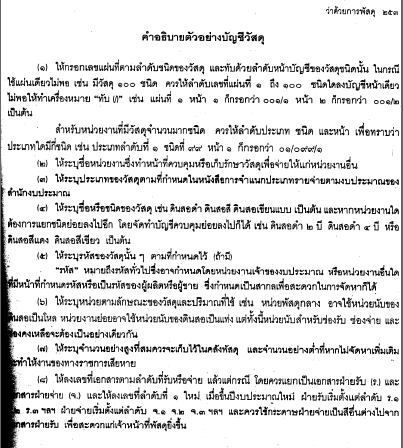 ว่าด้วยการพัสดุ ๒๕๓
คำอธิบายตัวอย่างบัญชีวัสดุ
(๑) ให้กรอกเลขแผ่นที่ตามลำดับชนิดของวัสดุ และทับด้วยลำดับหน้าบัญชีของวัสดุชนิดนั้น ในกรณี
ใช้แผ่นเดียวไม่พอ เช่น มีวัสดุ ๑๐๐ ชนิด ควรให้ลำดับเลขแผ่นที่ ๑ ถึง ๑๐๐ ชนิดใดลงบัญชีหน้าเดียว
ไม่พอให้ทำเครื่องหมาย "ทับ (/)" เช่น แผ่นที่ ๑ หน้า ๑ ก็กรอกว่า ๐๐๑/๑ หน้า ๒ ก็กรอกว่า ๐๐๑/๒
เป็นต้น
สำหรับหน่วยงานที่มีวัสดุจำนวนมากชนิด ควรให้ลำดับประเภท ชนิด และหน้า เพื่อทราบว่า
ประเภทใดมีกี่ชนิด เช่น ประเภทลำดับที่ ๑ ชนิดที่ ๙๙ หน้า ๑ ก็กรอกว่า ๐๑/๐๙๙/๑
(๒) ให้ระบุชื่อหน่วยงานซึ่งทำหน้าที่ควบคุมหรือเก็บรักษาวัสดุเพื่อจ่ายให้แก่หน่วยงานอื่น
(๓) ให้ระบุประเภทของวัสดุตามที่กำหนดในหนังสือการจำแนกประเภทรายจ่ายตามงบประมาณของ
สำนักงบประมาณ
(๔) ให้ระบุชื่อหรือชนิดของวัสดุ เช่น ดินสอดำ ดินสอสี ดินสอเขียนแบบ เป็นต้น และหากหน่วยงานใด
ต้องการแยกชนิดย่อยลงไปอีก โดยจัดทำบัญชีควบคุมย่อยลงไปก็ได้ เช่น ดินสอดำ ๒ บี ดินสอดำ ๔ บี หรือ
ดินสอสีแดง ดินสอสีเขียว เป็นต้น
(๕) ให้ระบุรหัสของวัสดุนั้น ๆ ตามที่กำหนดไว้ (ถ้ามี)
"รหัส" หมายถึงรหัสทั่วไปซึ่งอาจกำหนดโดยหน่วยงานเจ้าของงบประมาณ หรือหน่วยงานอื่นใด
ที่มีหน้าที่กำหนดรหัสหรือเป็นรหัสของผู้ผลิตหรือผู้ขาย ซึ่งกำหนดเป็นสากลเพื่อสะดวกในการจัดหาก็ได้
(๖) ให้ระบุหน่วยตามลักษณะของวัสดุและปริมาณที่ใช้ เช่น หน่วยพัสดุกลาง อาจใช้หน่วยนับของ
ดินสอเป็นโหล หน่วยงานย่อยอาจใช้หน่วยนับของดินสอเป็นแท่ง แต่ทั้งนี้หน่วยนับสำหรับช่องรับ ช่องจ่าย และ
ช่องคงเหลือจะต้องเป็นอย่างเดียวกัน
(๗) ให้ระบุจำนวนอย่างสูงที่สมควรจะเก็บไว้ในคลังพัสดุ และจำนวนอย่างต่ำที่หากไม่จัดหาเพิ่มเติม
จะทำให้งานของทางราชการเสียหาย
(๘) ให้ลงเลขที่เอกสารตามลำดับที่รับหรือจ่าย แล้วแต่กรณี โดยควรแยกเป็นเอกสารฝ่ายรับ (ร.) และ
เอกสารฝ่ายจ่าย (จ.) และให้ลงเลขที่ลำดับที่ ๑ ใหม่ เมื่อขึ้นปีงบประมาณใหม่ ฝ่ายรับเริ่มตั้งแต่ลำดับ ร.๑
ร.๒ ร.๓ ฯลฯ ฝ่ายจ่ายเริ่มตั้งแต่ลำดับ จ.๑ จ.๒ จ.๓ ฯลฯ และควรใช้กระดาษฝ่ายจ่ายเป็นสีอื่นต่างไปจาก
เอกสารฝ่ายรับ เพื่อสะดวกแก่เจ้าหน้าที่พัสดุยิ่งขึ้น